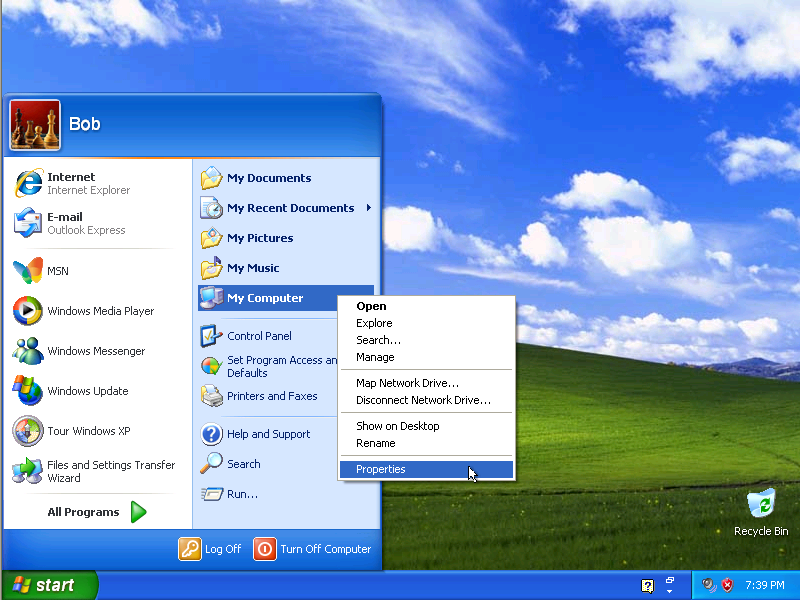 Bob
Internet
Internet Explorer
E-mail
Outlook Express
MSN
Windows Media Player
Windows Messenger
Windows Update
Tour Windows XP
Files and Settings Transfer
Wizard
All Programs
My Documents
My Recent Documents
My Pictures
My Music
My Computer
Control Panel
Set Program Access an
Defaults
Printers and Faxes
Help and Support
Search
Run...
Open
Explore
Search...
Manage
Map Network Drive...
Disconnect Network Drive...
Show on Desktop
Rename
Properties
Recycle Bin
Log Off
Turn Off Computer
start
7:39 PM